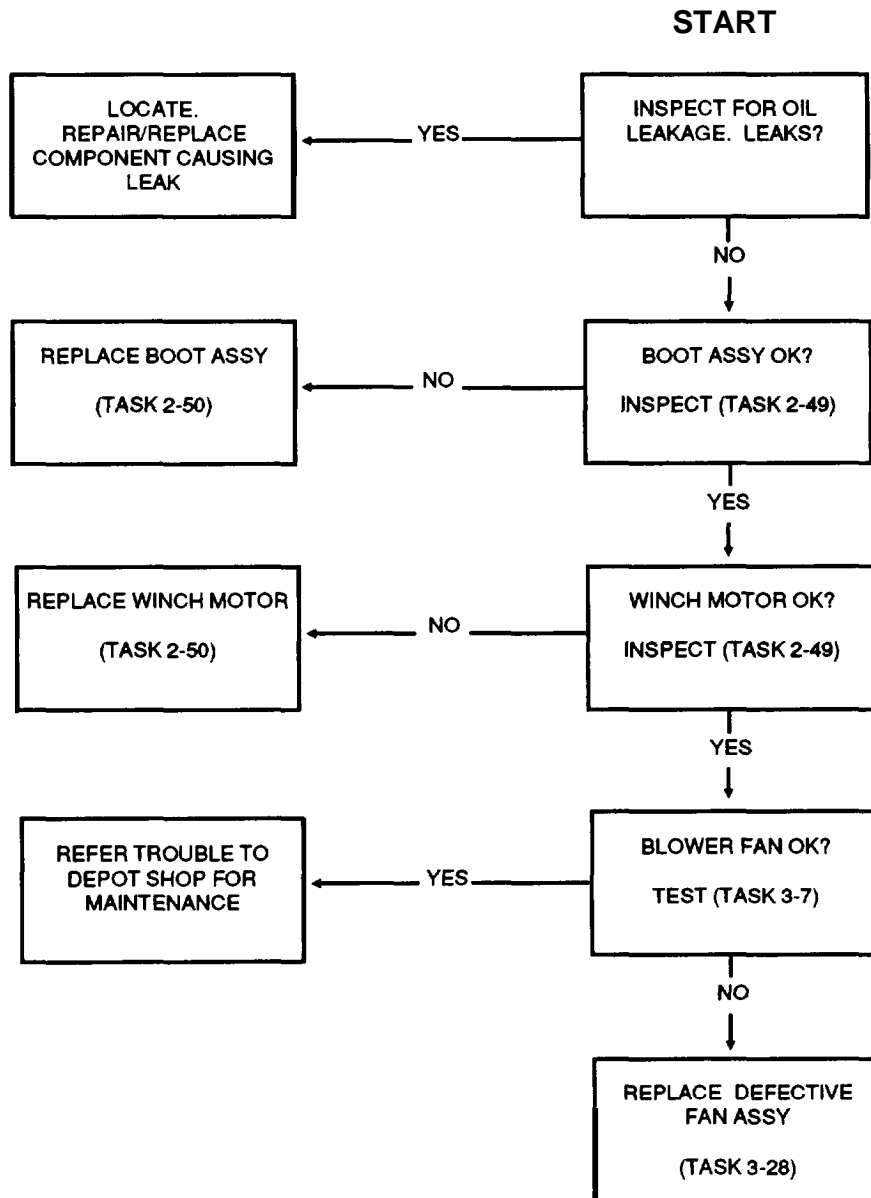 START
INSPECT FOR OIL
LEAKAGE. LEAKS?
YES
LOCATE.
REPAIR/REPLACE
COMPONENT CAUSING
LEAK
NO
BOOT ASSY OK?
INSPECT (TASK 2-49)
NO
REPLACE BOOT ASSY
(TASK 2-50)
YES
WINCH MOTOR OK?
INSPECT (TASK 2-49)
NO
REPLACE WINCH MOTOR
(TASK 2-50)
YES
BLOWER FAN OK?
TEST (TASK 3-7)
YES
REFER TROUBLE TO
DEPOT SHOP FOR
MAINTENANCE
NO
REPLACE DEFECTIVE
FAN ASSY
(TASK 3-28)